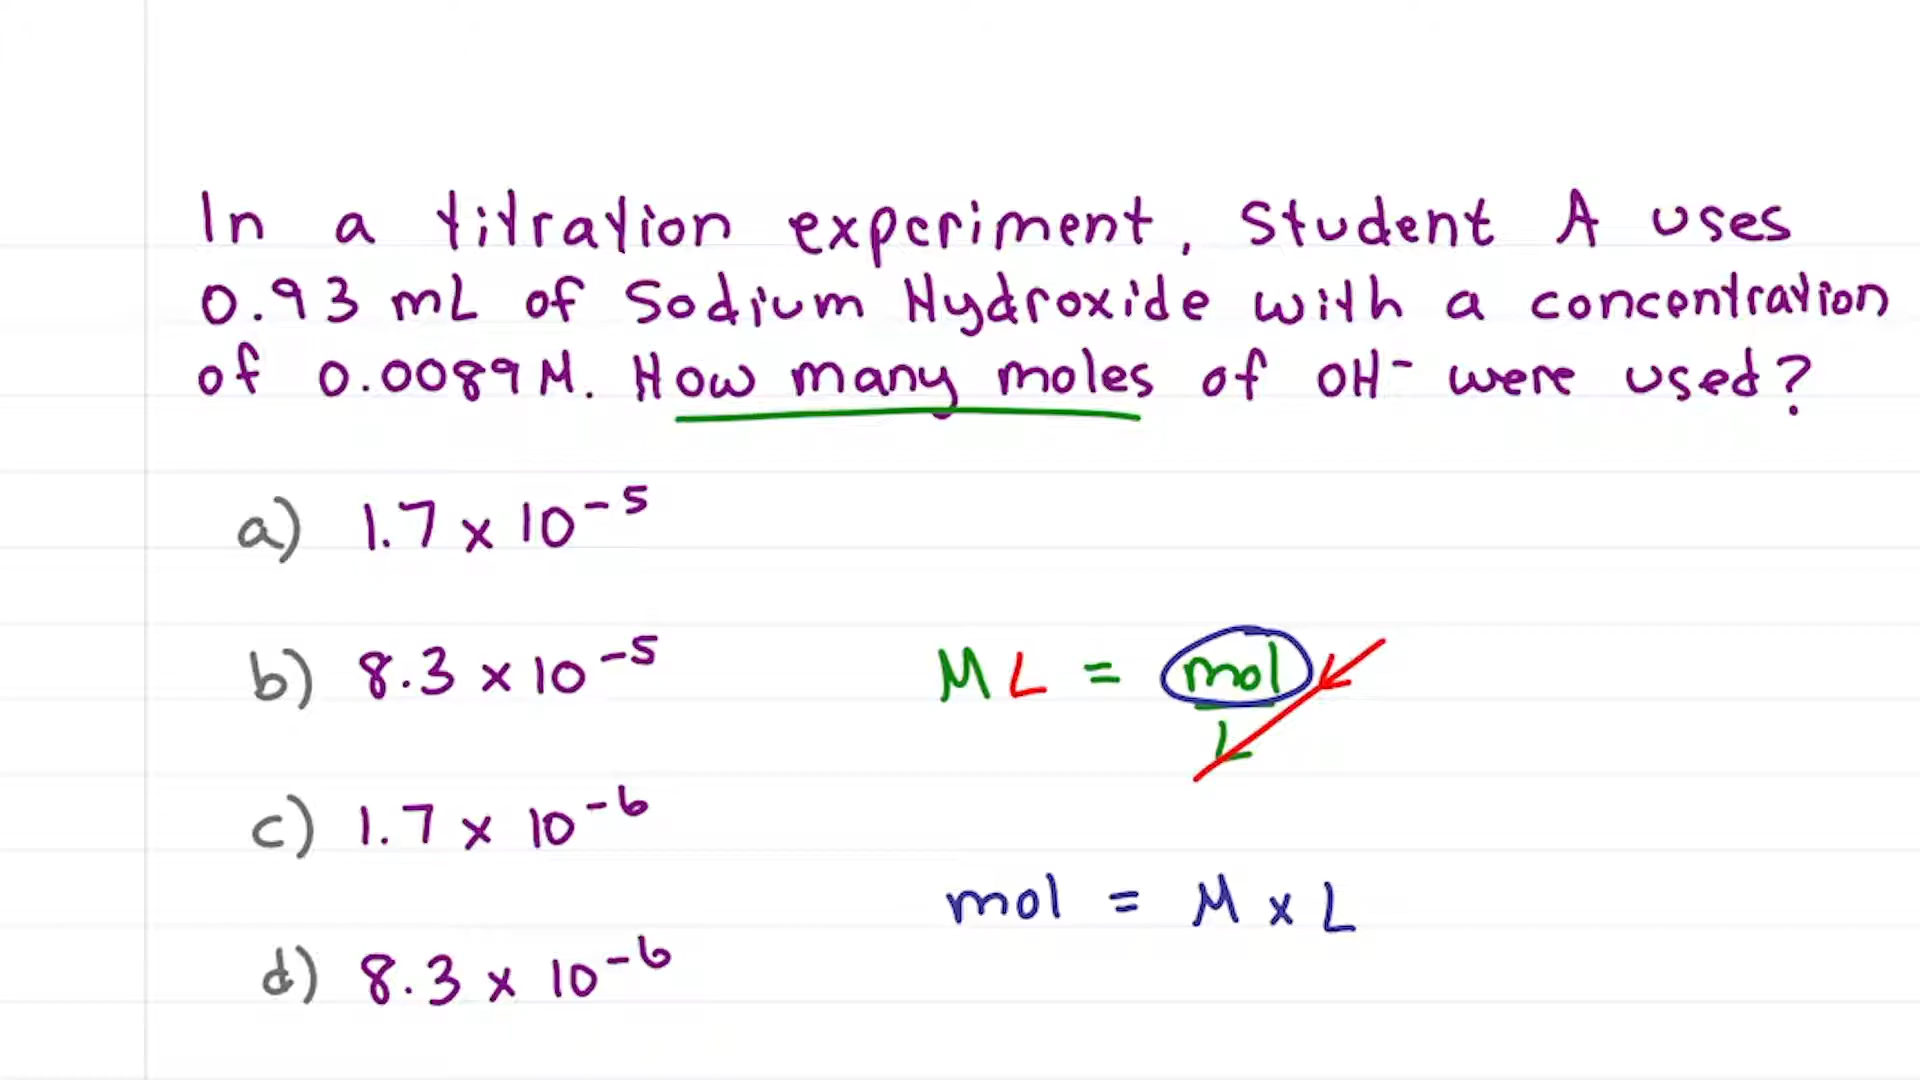 In a titration experiment, Student A uses
0.93 mL of Sodium Hydroxide with a concentration
of 0.0089 M. How many moles of OH⁻ were used?
a) 1.7 x 10⁻⁵
b) 8.3 x 10⁻⁵
c) 1.7 x 10⁻⁶
d) 8.3 x 10⁻⁶
M L = mol
L
mol = M x L